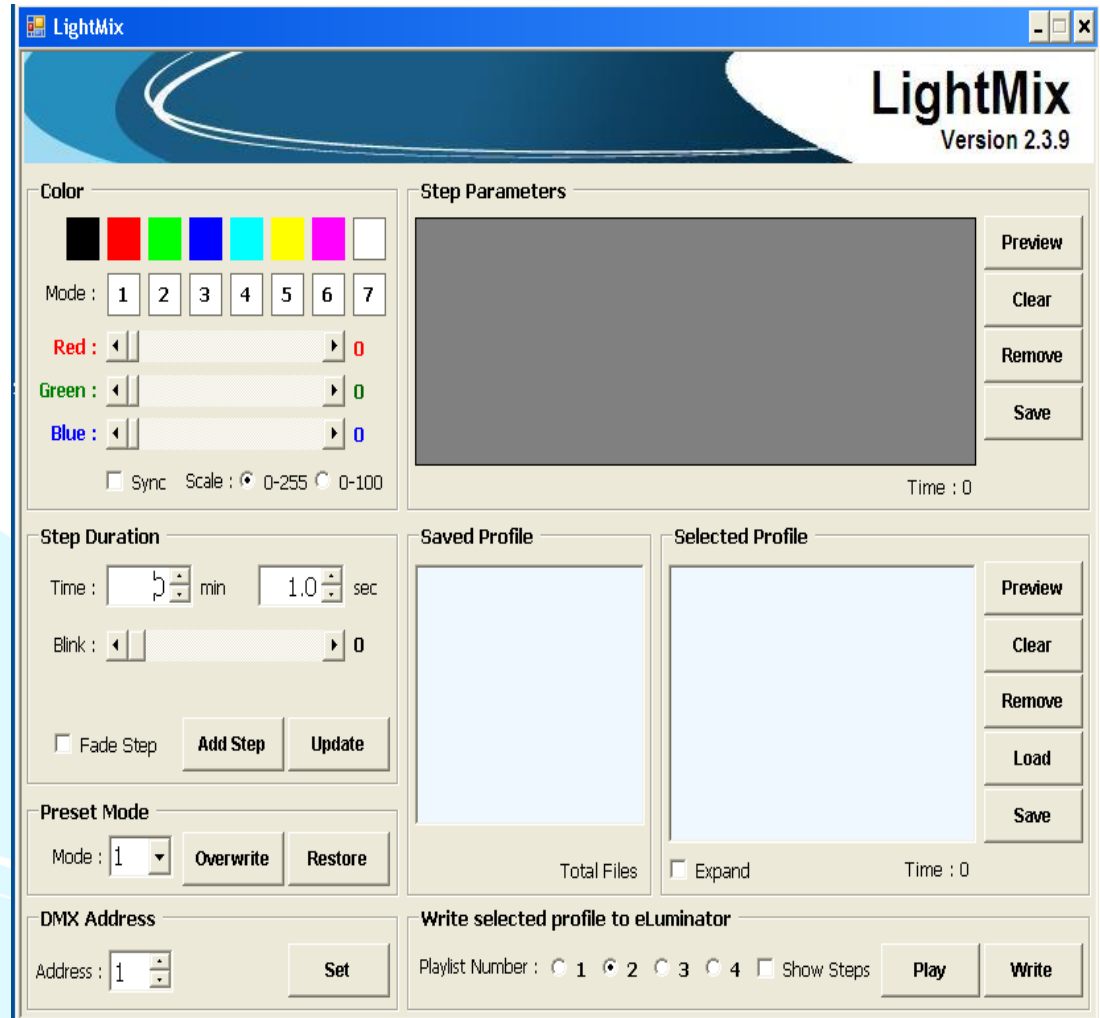 LightMix
LightMix
Version 2.3.9
Color
Mode : 1 2 3 4 5 6 7
Red : 0
Green : 0
Blue : 0
Sync Scale : 0-255 0-100
Step Parameters
Preview
Clear
Remove
Save
Time : 0
Step Duration
Time : min 1.0 sec
Blink : 0
Fade Step Add Step Update
Preset Mode
Mode : 1 Overwrite Restore
DMX Address
Address : 1 Set
Saved Profile
Total Files
Selected Profile
Preview
Clear
Remove
Load
Save
Expand Time : 0
Write selected profile to eLuminator
Playlist Number : 1 2 3 4 Show Steps Play Write